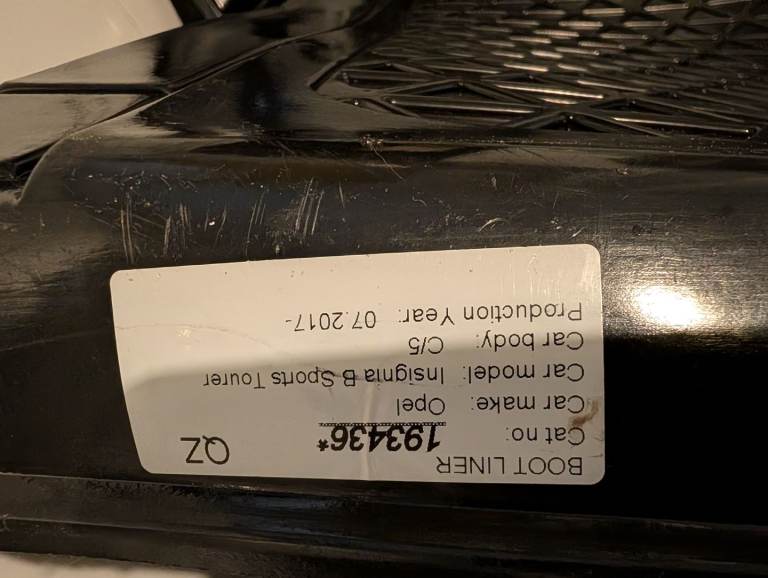 BOOT LINER
Cat no: 193436* QZ
Car make: Opel
Car model: Insignia B Sports Tourer
Car body: C/5
Production Year: 07.2017-